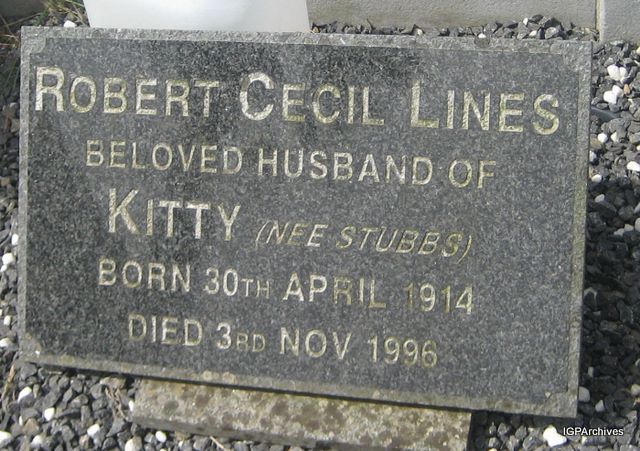 ROBERT CECIL LINES
BELOVED HUSBAND OF
KITTY (NEE STUBBS)
BORN 30TH APRIL 1914
DIED 3RD NOV 1996
IGPArchives